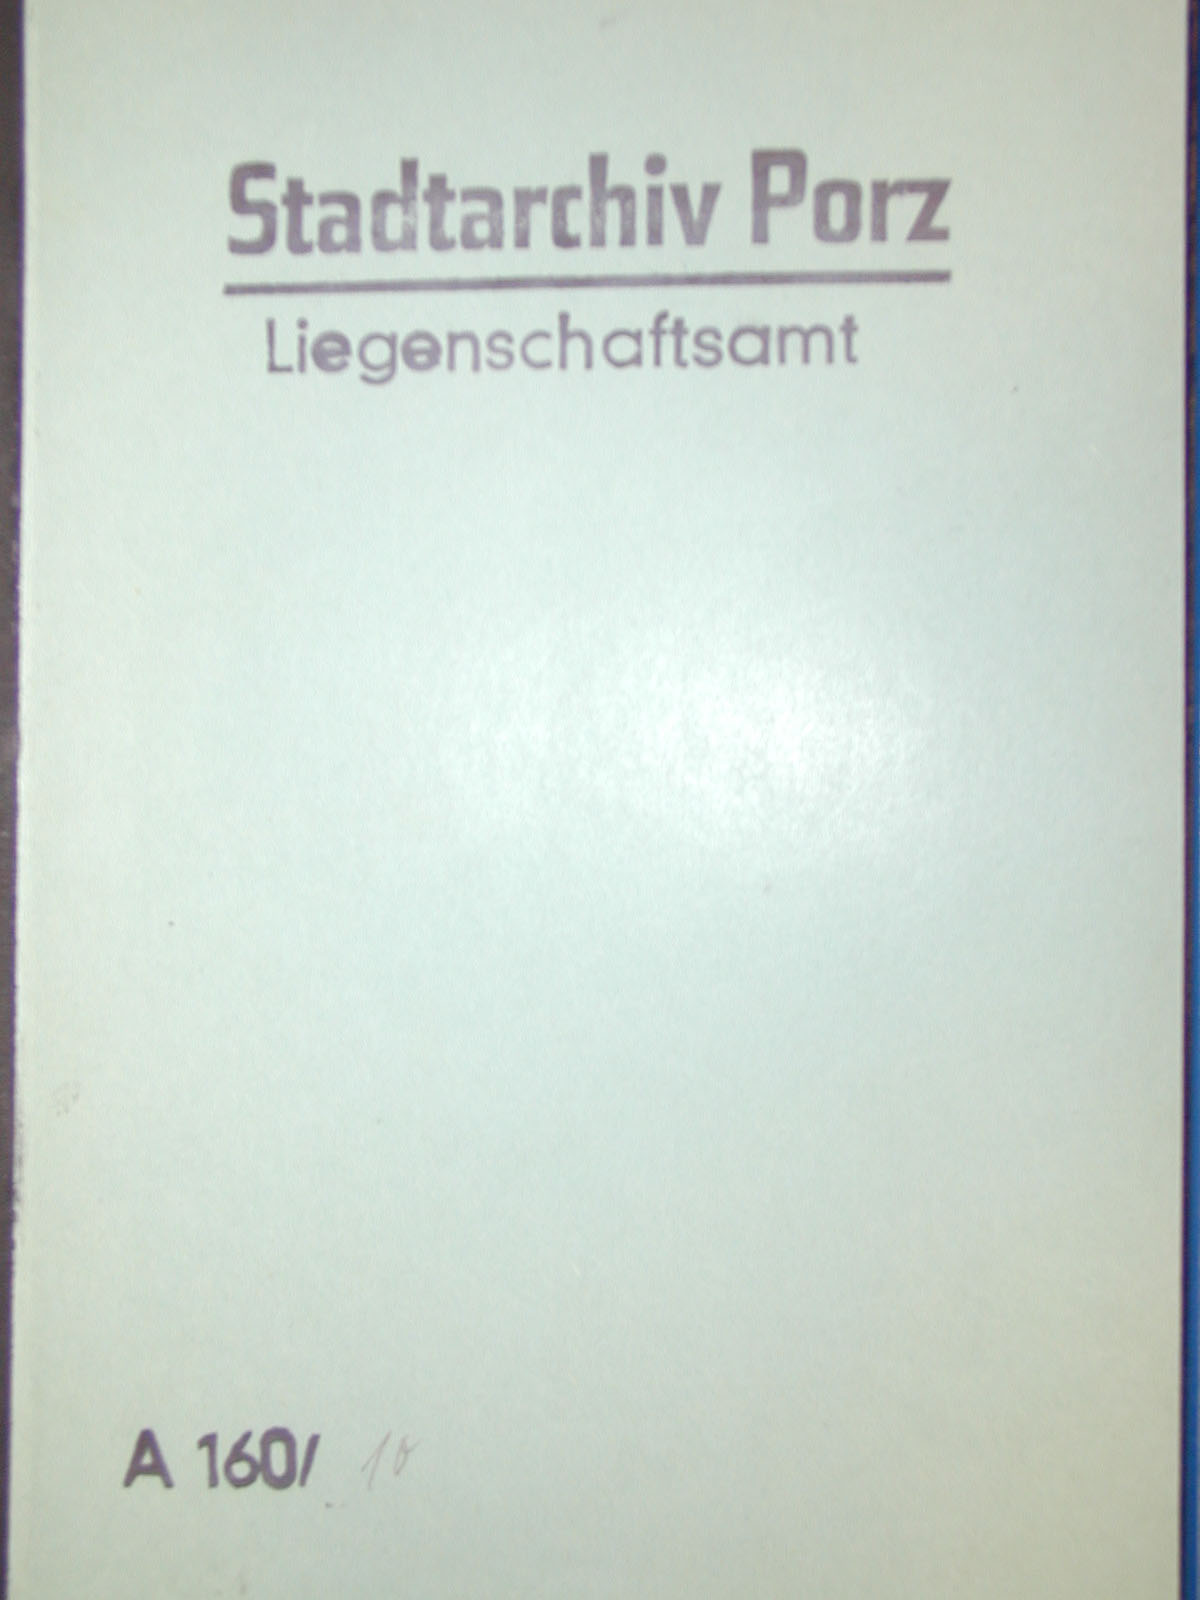 Stadtarchiv Porz
Liegenschaftsamt
A 160/ 10